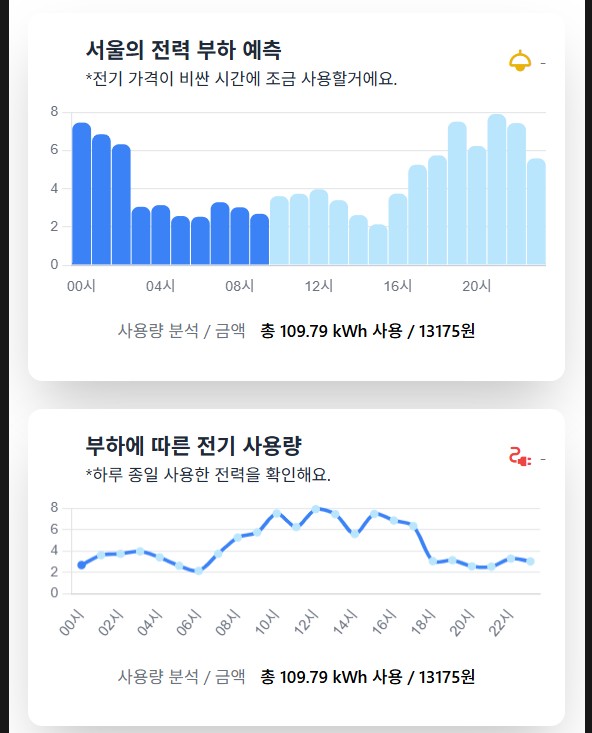 서울의 전력 부하 예측
-
*전기 가격이 비싼 시간에 조금 사용할거에요.
8
6
4
2
0
00시 04시 08시 12시 16시 20시
사용량 분석 / 금액 총 109.79 kWh 사용 / 13175원
부하에 따른 전기 사용량
-
*하루 종일 사용한 전력을 확인해요.
8
6
4
2
0
00시 02시 04시 06시 08시 10시 12시 14시 16시 18시 20시 22시
사용량 분석 / 금액 총 109.79 kWh 사용 / 13175원